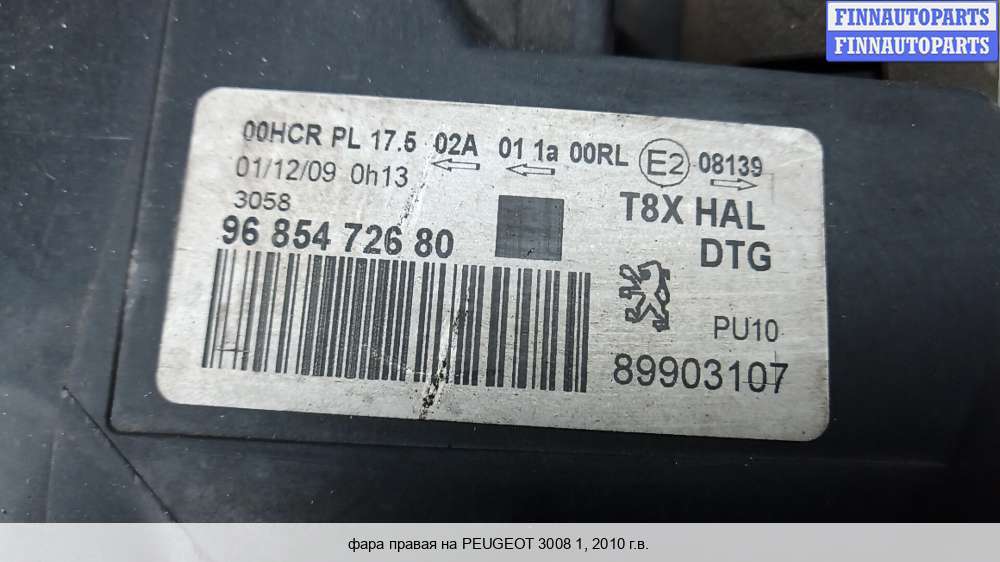 FINNAUTOPARTS
FINNAUTOPARTS
00HCR PL 17.5 02A 01 1a 00RL E2 08139
01/12/09 0h13
3058
T8X HAL
96 854 726 80
DTG
PU10
89903107
фара правая на PEUGEOT 3008 1, 2010 г.в.